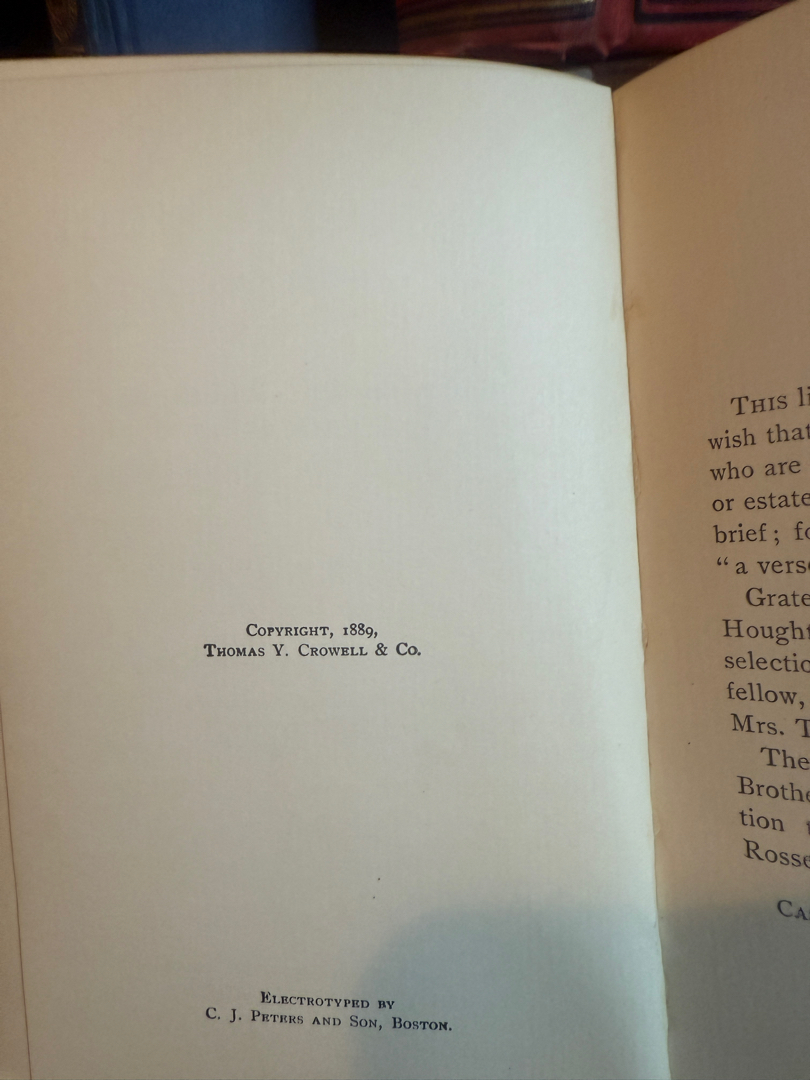 Copyright, 1889,
Thomas Y. Crowell & Co.
Electrotyped by
C. J. Peters and Son, Boston.
This li
wish that
who are
or estate
brief; fo
“a verse
Grate
Hought
selectio
fellow,
Mrs. T
The
Brothe
tion t
Rosse
Ca